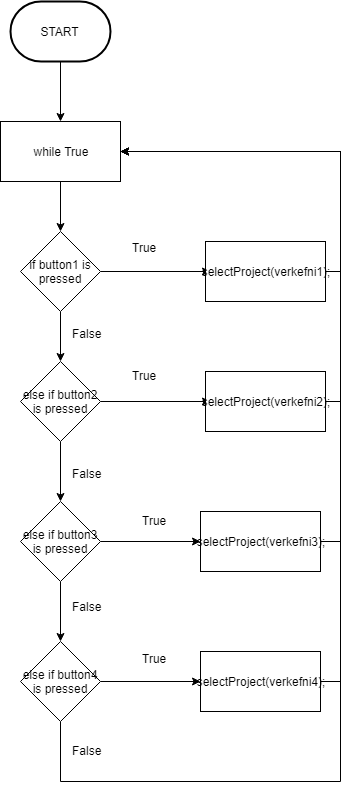 START
while True
True
if button1 is
pressed
selectProject(verkefni1);
False
True
else if button2
is pressed
selectProject(verkefni2);
False
True
else if button3
is pressed
selectProject(verkefni3);
False
True
else if button4
is pressed
selectProject(verkefni4);
False